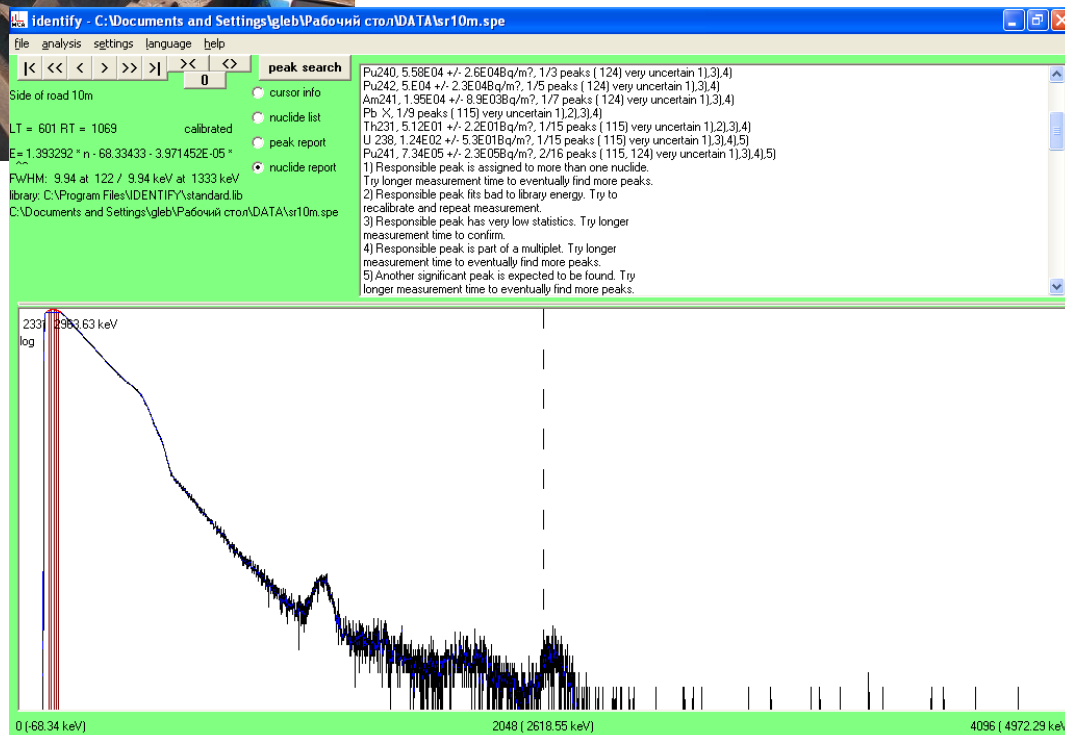 identify - C:\Documents and Settings\gleb\Рабочий стол\DATA\sr10m.spe
file analysis settings language help
|< << < > >> >| >< <> peak search
0
Side of road 10m
cursor info
nuclide list
LT = 601 RT = 1069 calibrated
peak report
E= 1.393292 * n - 68.33433 - 3.971452E-05 *
^^
nuclide report
FWHM: 9.94 at 122 / 9.94 keV at 1333 keV
library: C:\Program Files\IDENTIFY\standard.lib
C:\Documents and Settings\gleb\Рабочий стол\DATA\sr10m.spe
Pu240, 5.58E04 +/- 2.6E04Bq/m?, 1/3 peaks ( 124) very uncertain 1),3),4)
Pu242, 5.E04 +/- 2.3E04Bq/m?, 1/5 peaks ( 124) very uncertain 1),3),4)
Am241, 1.95E04 +/- 8.9E03Bq/m?, 1/7 peaks ( 124) very uncertain 1),3),4)
Pb X, 1/9 peaks ( 115) very uncertain 1),2),3),4)
Th231, 5.12E01 +/- 2.2E01Bq/m?, 1/15 peaks ( 115) very uncertain 1),2),3),4)
U 238, 1.24E02 +/- 5.3E01Bq/m?, 1/15 peaks ( 115) very uncertain 1),3),4),5)
Pu241, 7.34E05 +/- 2.3E05Bq/m?, 2/16 peaks ( 115, 124) very uncertain 1),3),4),5)
1) Responsible peak is assigned to more than one nuclide.
Try longer measurement time to eventually find more peaks.
2) Responsible peak fits bad to library energy. Try to
recalibrate and repeat measurement.
3) Responsible peak has very low statistics. Try longer
measurement time to confirm.
4) Responsible peak is part of a multiplet. Try longer
measurement time to eventually find more peaks.
5) Another significant peak is expected to be found. Try
longer measurement time to eventually find more peaks.
233 2963.63 keV
log
0 (-68.34 keV) 2048 ( 2618.55 keV) 4096 ( 4972.29 keV